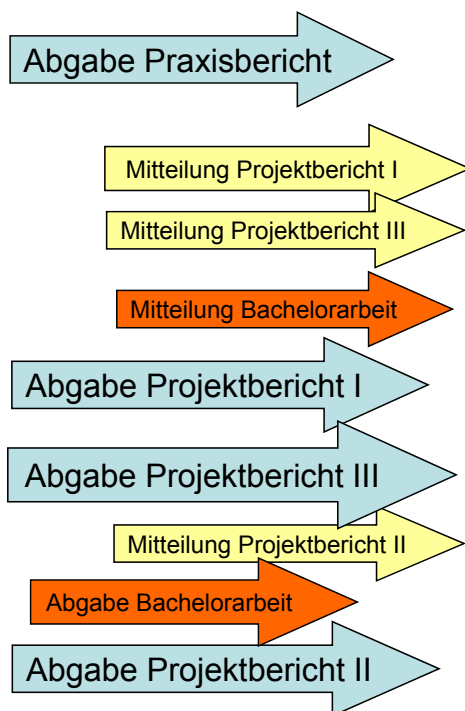 Abgabe Praxisbericht
Mitteilung Projektbericht I
Mitteilung Projektbericht III
Mitteilung Bachelorarbeit
Abgabe Projektbericht I
Abgabe Projektbericht III
Mitteilung Projektbericht II
Abgabe Bachelorarbeit
Abgabe Projektbericht II